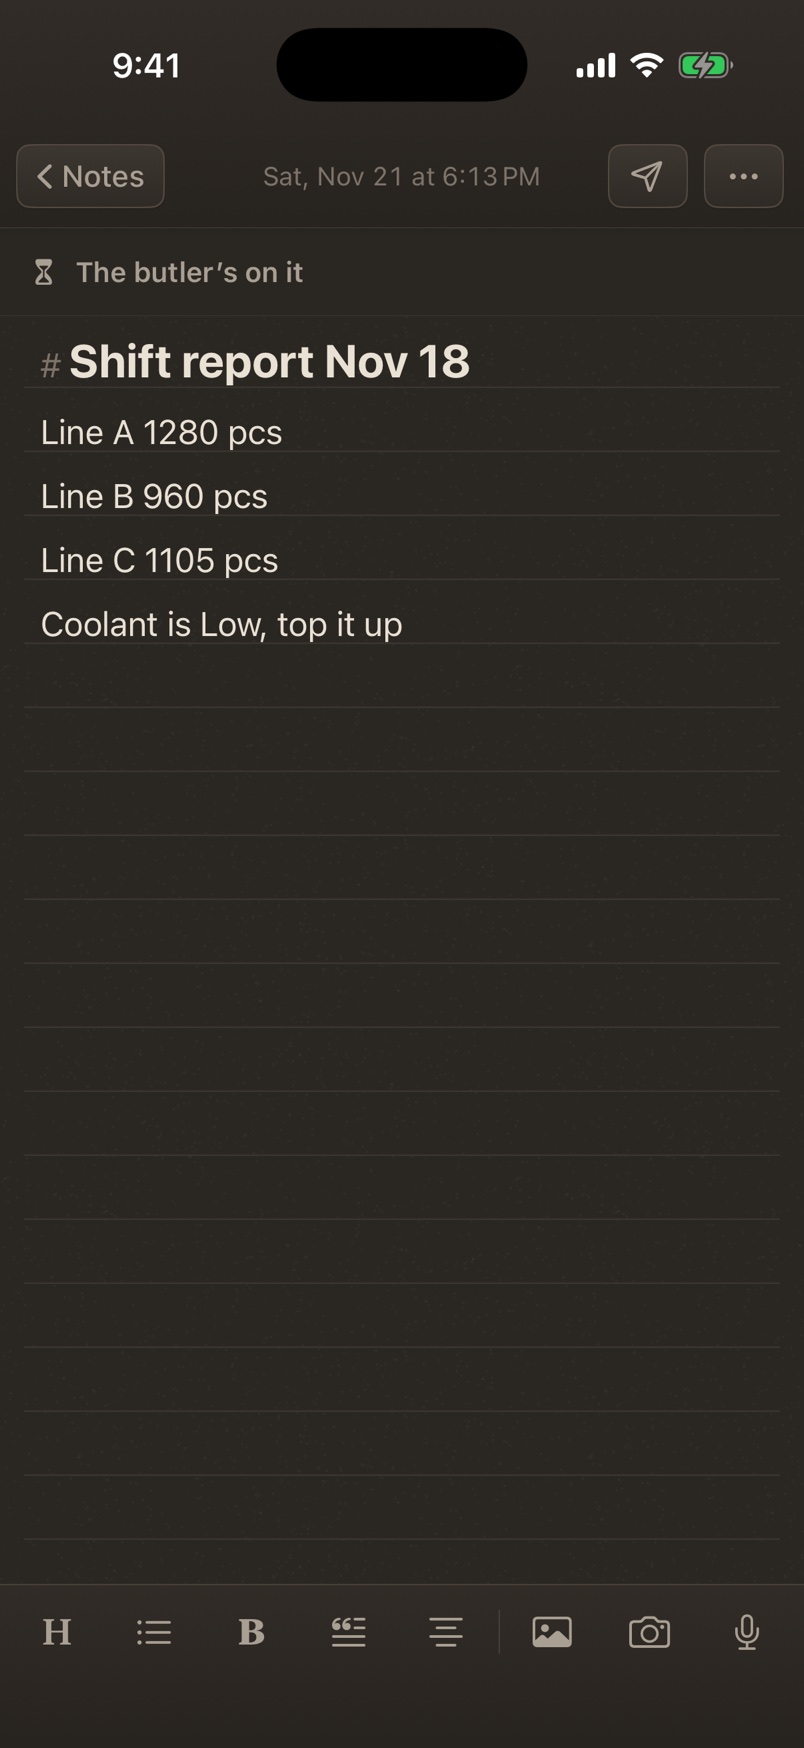 9:41
Notes
Sat, Nov 21 at 6:13 PM
The butler's on it
# Shift report Nov 18
Line A 1280 pcs
Line B 960 pcs
Line C 1105 pcs
Coolant is Low, top it up
H B